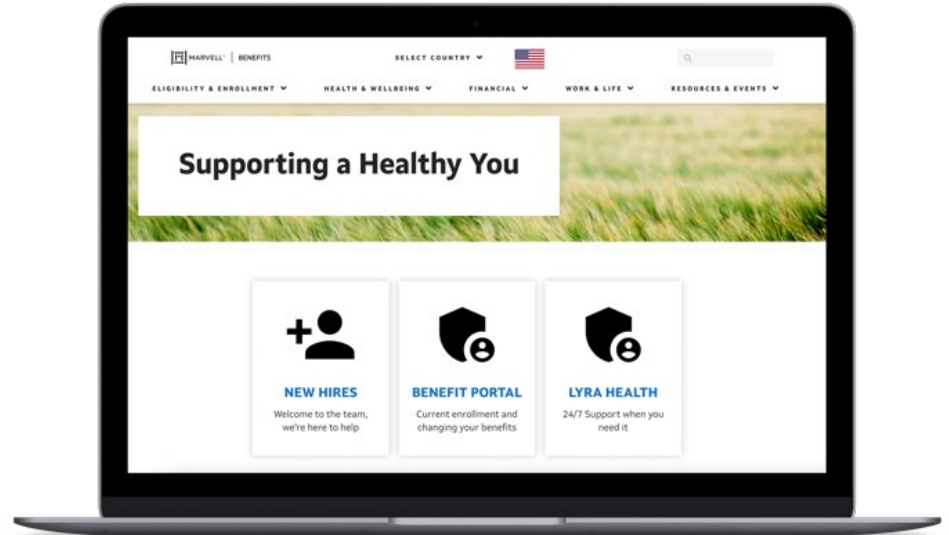 MARVELL | BENEFITS
SELECT COUNTRY
ELIGIBILITY & ENROLLMENT
HEALTH & WELLBEING
FINANCIAL
WORK & LIFE
RESOURCES & EVENTS
Supporting a Healthy You
NEW HIRES
Welcome to the team,
we're here to help
BENEFIT PORTAL
Current enrollment and
changing your benefits
LYRA HEALTH
24/7 Support when you
need it